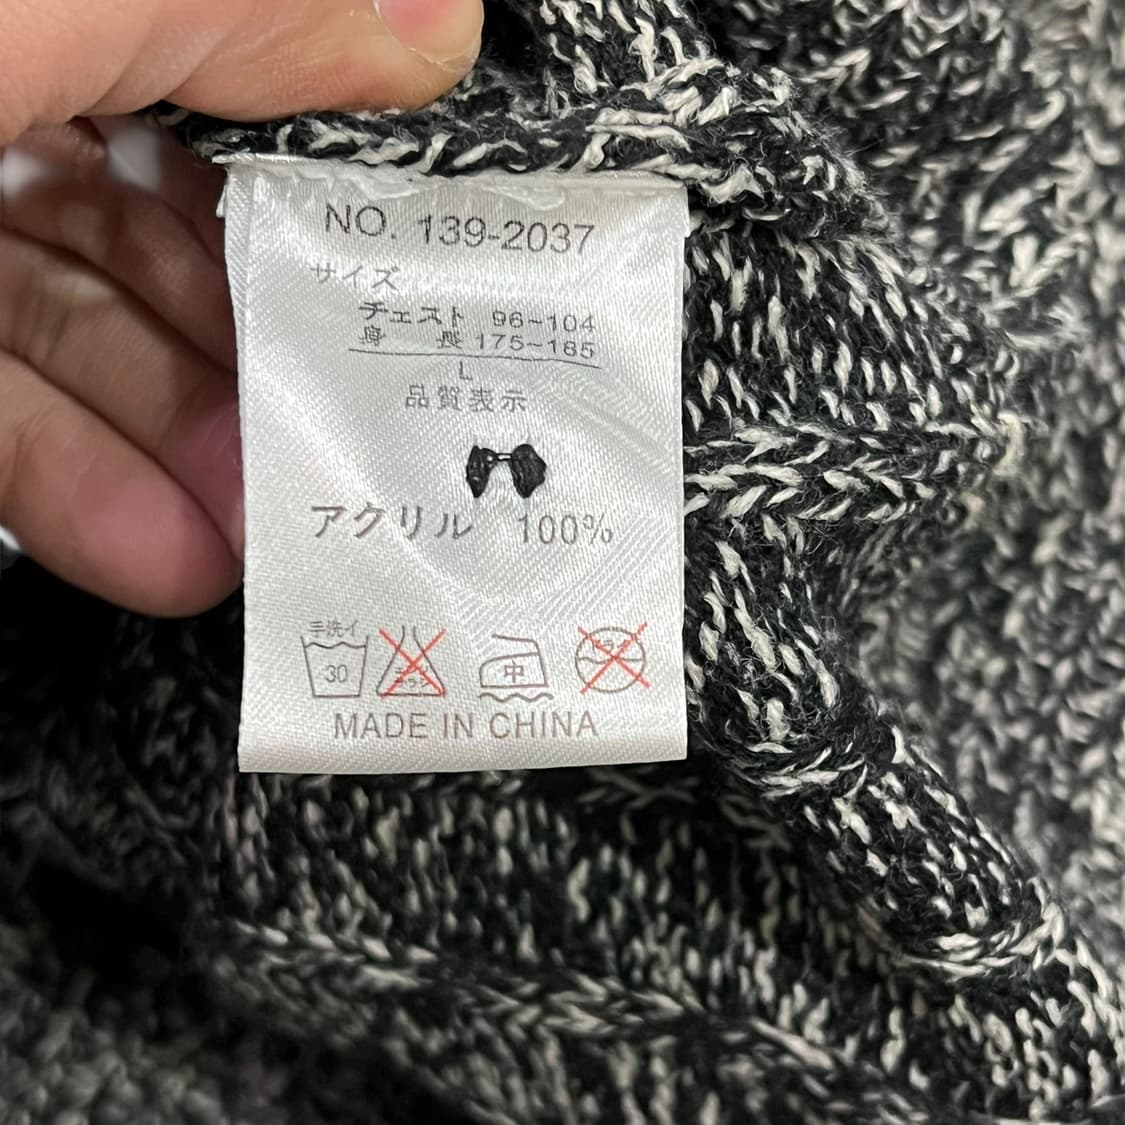 NO. 139-2037
サイズ
チェスト 96~104
身 長 175~185
L
品質表示
アクリル 100%
手洗イ
30
中
MADE IN CHINA